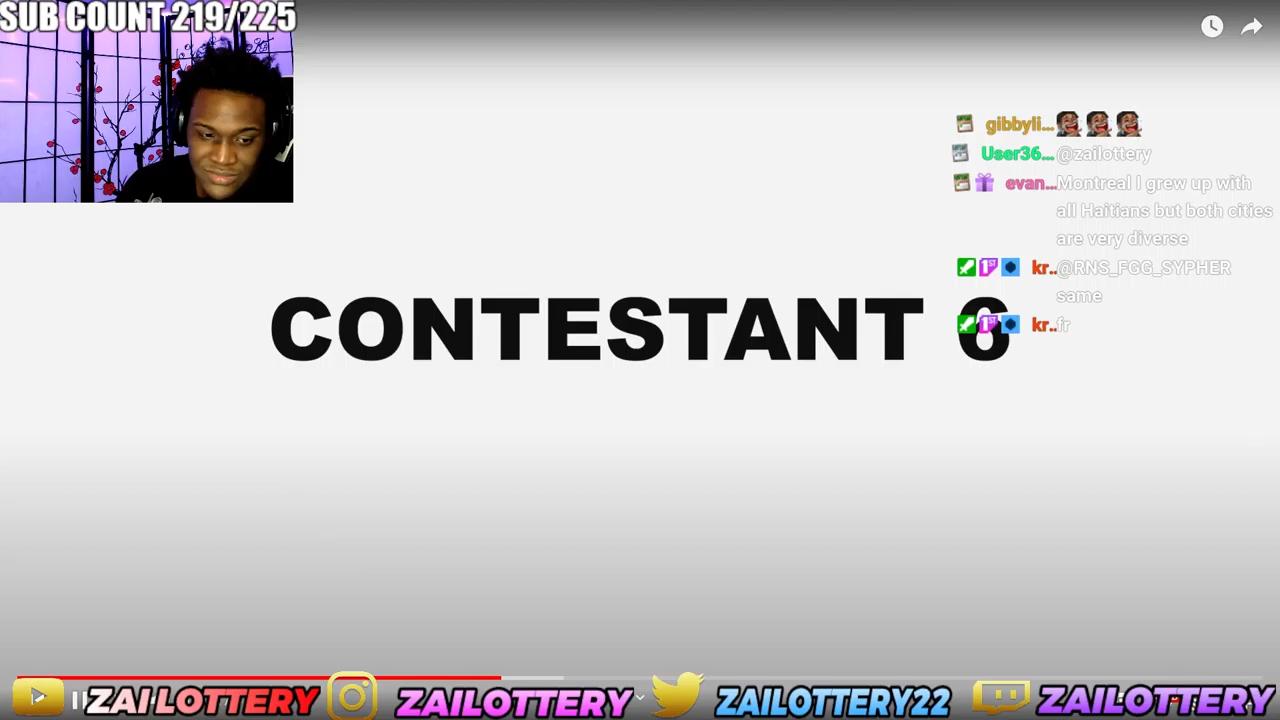 SUB COUNT 219/225
gibbyli...
User36... @zailottery
evan... Montreal I grew up with
all Haitians but both cities
are very diverse
kr.. @RNS_FGG_SYPHER
same
kr.. fr
CONTESTANT 6
ZAILOTTERY ZAILOTTERY ZAILOTTERY22 ZAILOTTERY